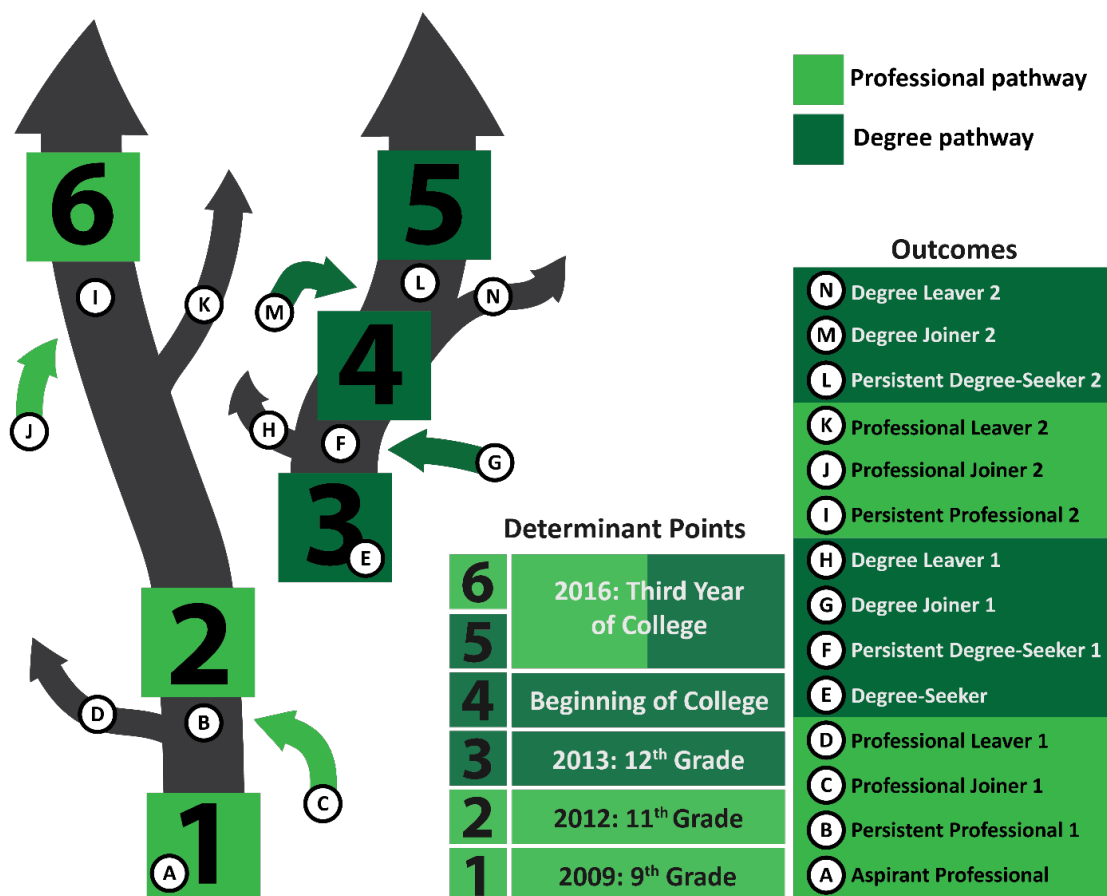 Professional pathway
Degree pathway
6
5
I
K
L
N
M
4
J
H
F
G
3
E
2
D
B
C
1
A
Determinant Points
6
5
2016: Third Year
of College
4 Beginning of College
3 2013: 12th Grade
2 2012: 11th Grade
1 2009: 9th Grade
Outcomes
N Degree Leaver 2
M Degree Joiner 2
L Persistent Degree-Seeker 2
K Professional Leaver 2
J Professional Joiner 2
I Persistent Professional 2
H Degree Leaver 1
G Degree Joiner 1
F Persistent Degree-Seeker 1
E Degree-Seeker
D Professional Leaver 1
C Professional Joiner 1
B Persistent Professional 1
A Aspirant Professional